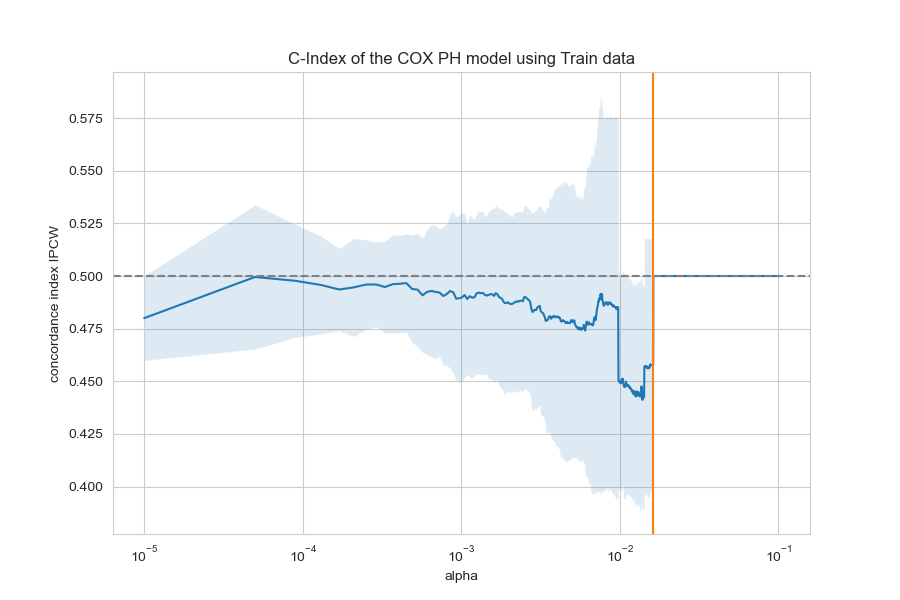 C-Index of the COX PH model using Train data
concordance index IPCW
0.575
0.550
0.525
0.500
0.475
0.450
0.425
0.400
10⁻⁵ 10⁻⁴ 10⁻³ 10⁻² 10⁻¹
alpha